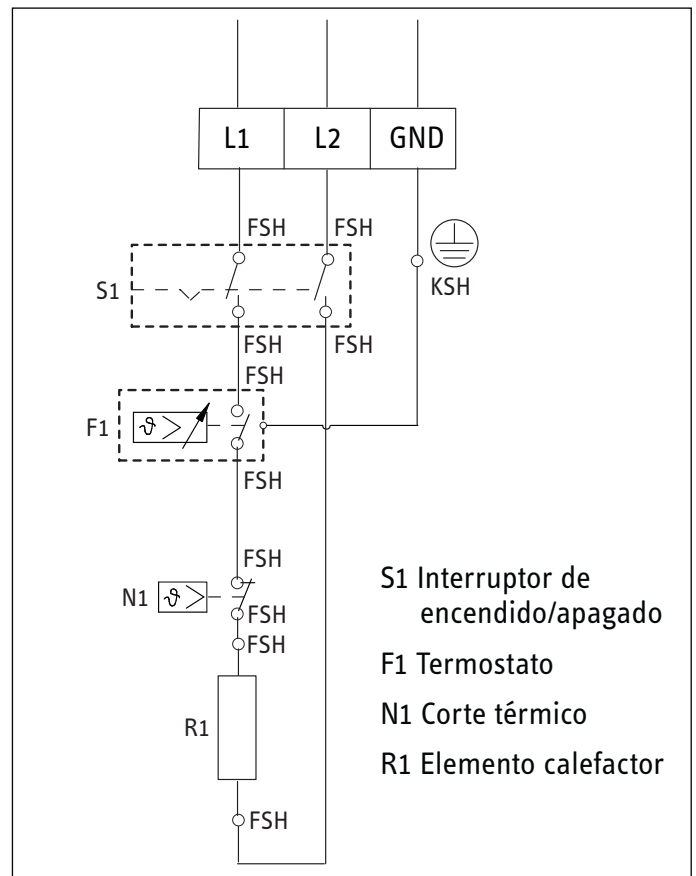 L1 L2 GND
FSH FSH
KSH
S1
FSH FSH
FSH
F1 ϑ
FSH
FSH
N1 ϑ
FSH
FSH
R1
FSH
S1 Interruptor de
encendido/apagado
F1 Termostato
N1 Corte térmico
R1 Elemento calefactor